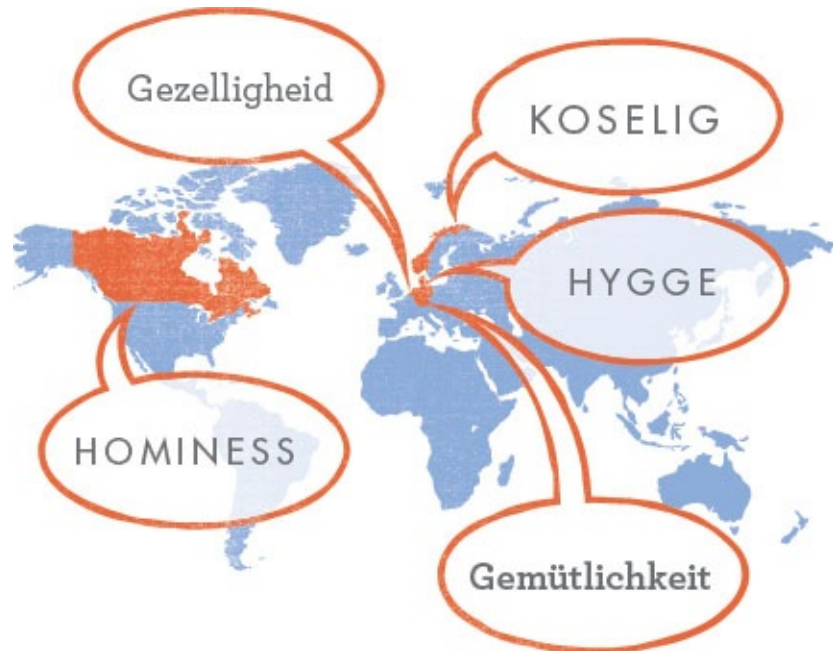 Gezelligheid
KOSELIG
HYGGE
HOMINESS
Gemütlichkeit